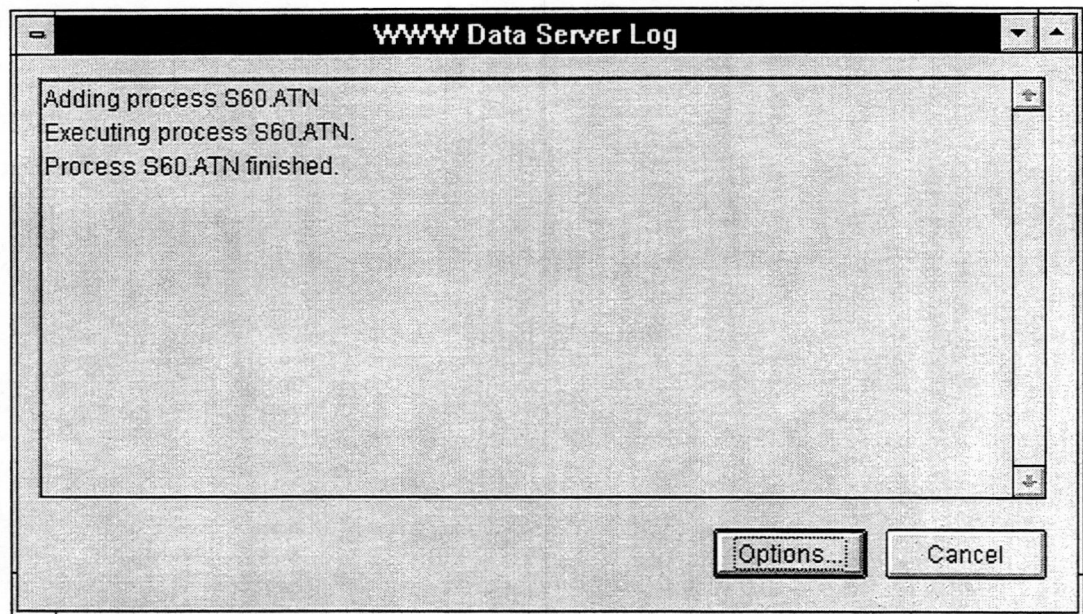 WWW Data Server Log
Adding process S60.ATN
Executing process S60.ATN.
Process S60.ATN finished.
Options... Cancel